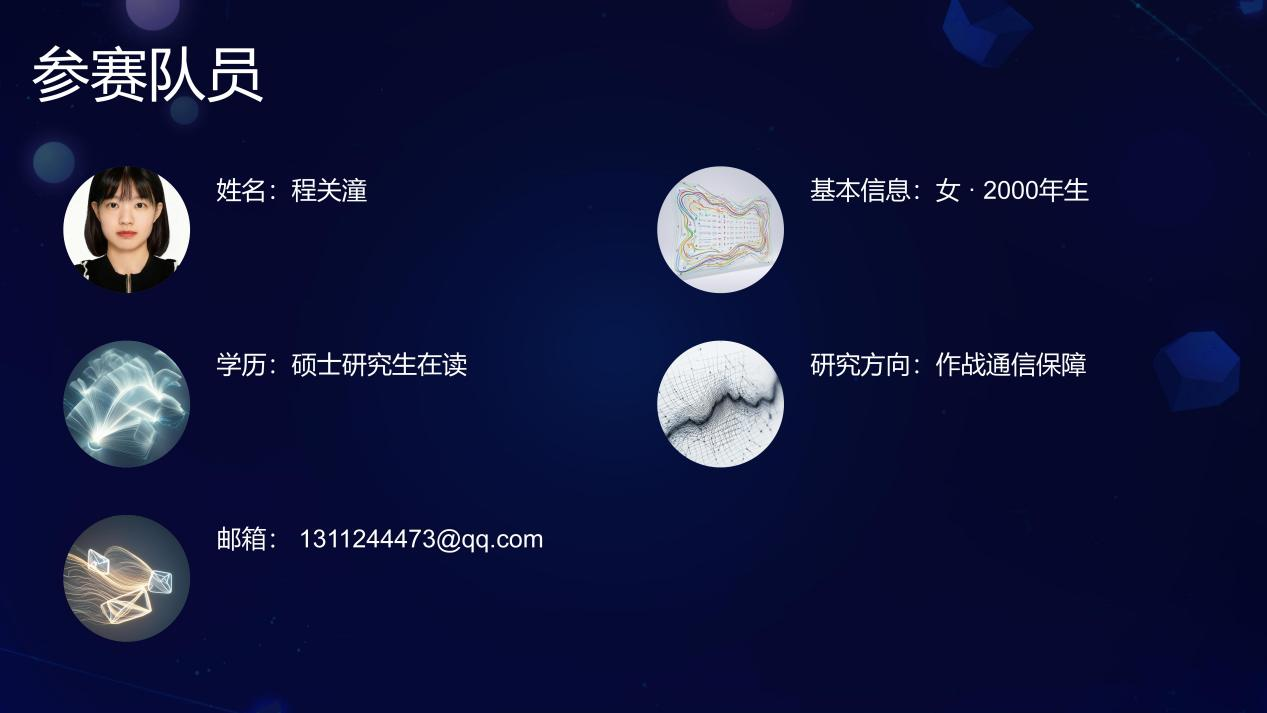 参赛队员
姓名：程关潼
基本信息：女 · 2000年生
学历：硕士研究生在读
研究方向：作战通信保障
邮箱： 1311244473@qq.com